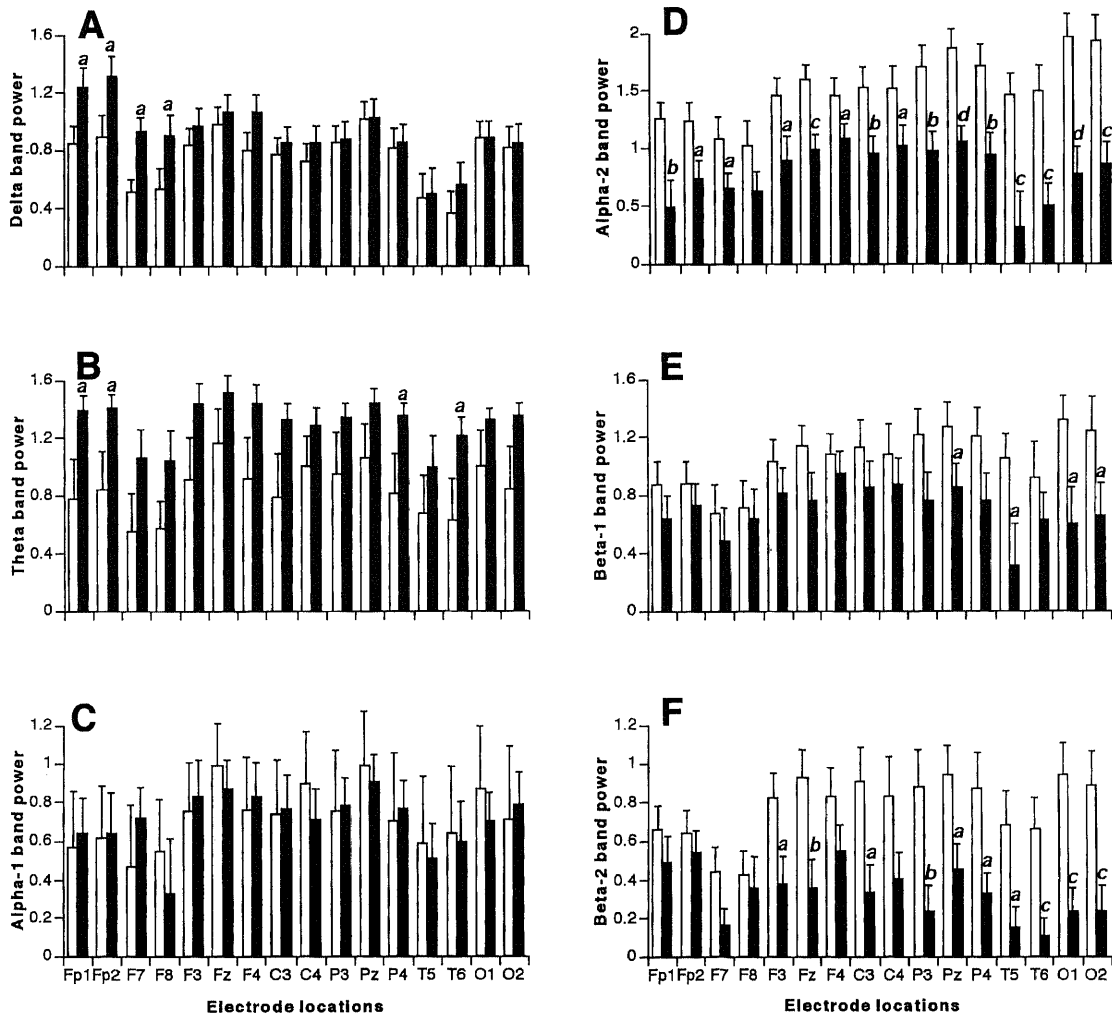 A
Delta band power
1.6
1.2
0.8
0.4
0
a
a
a
a
B
Theta band power
1.6
1.2
0.8
0.4
0
a
a
a
a
C
Alpha-1 band power
1.2
1
0.8
0.6
0.4
0.2
0
Fp1 Fp2 F7 F8 F3 Fz F4 C3 C4 P3 Pz P4 T5 T6 O1 O2
Electrode locations
D
Alpha-2 band power
2
1.5
1
0.5
0
b
a
a
a
c
a
b
a
b
d
b
c
c
d
c
E
Beta-1 band power
1.6
1.2
0.8
0.4
0
a
a
a
a
F
Beta-2 band power
1.2
1
0.8
0.6
0.4
0.2
0
a
b
a
b
a
a
a
c
c
c
Fp1 Fp2 F7 F8 F3 Fz F4 C3 C4 P3 Pz P4 T5 T6 O1 O2
Electrode locations